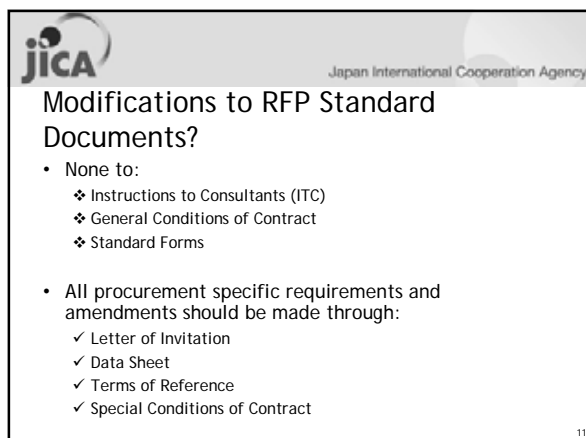 jICA
Japan International Cooperation Agency
Modifications to RFP Standard
Documents?
• None to:
❖ Instructions to Consultants (ITC)
❖ General Conditions of Contract
❖ Standard Forms
• All procurement specific requirements and
amendments should be made through:
✓ Letter of Invitation
✓ Data Sheet
✓ Terms of Reference
✓ Special Conditions of Contract
11